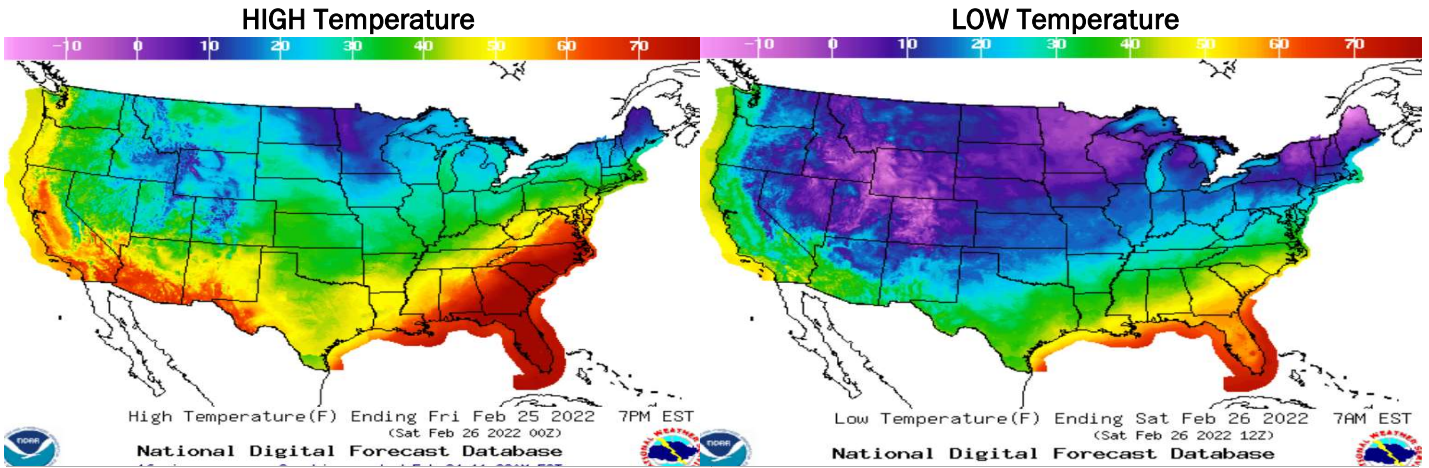 HIGH Temperature
-10 0 10 20 30 40 50 60 70
High Temperature(F) Ending Fri Feb 25 2022 7PM EST
(Sat Feb 26 2022 00Z)
National Digital Forecast Database
NOAA
LOW Temperature
-10 0 10 20 30 40 50 60 70
Low Temperature(F) Ending Sat Feb 26 2022 7AM EST
(Sat Feb 26 2022 12Z)
National Digital Forecast Database
NOAA